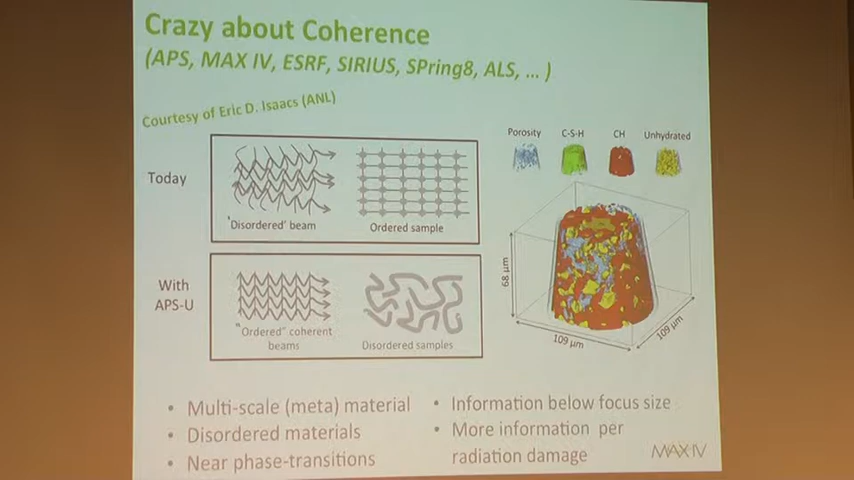 Crazy about Coherence
(APS, MAX IV, ESRF, SIRIUS, SPring8, ALS, ... )
Courtesy of Eric D. Isaacs (ANL)
Today
'Disordered' beam
Ordered sample
With
APS-U
"Ordered" coherent
beams
Disordered samples
Porosity
C-S-H
CH
Unhydrated
68 µm
109 µm
109 µm
• Multi-scale (meta) material
• Disordered materials
• Near phase-transitions
• Information below focus size
• More information per
radiation damage
MAX IV